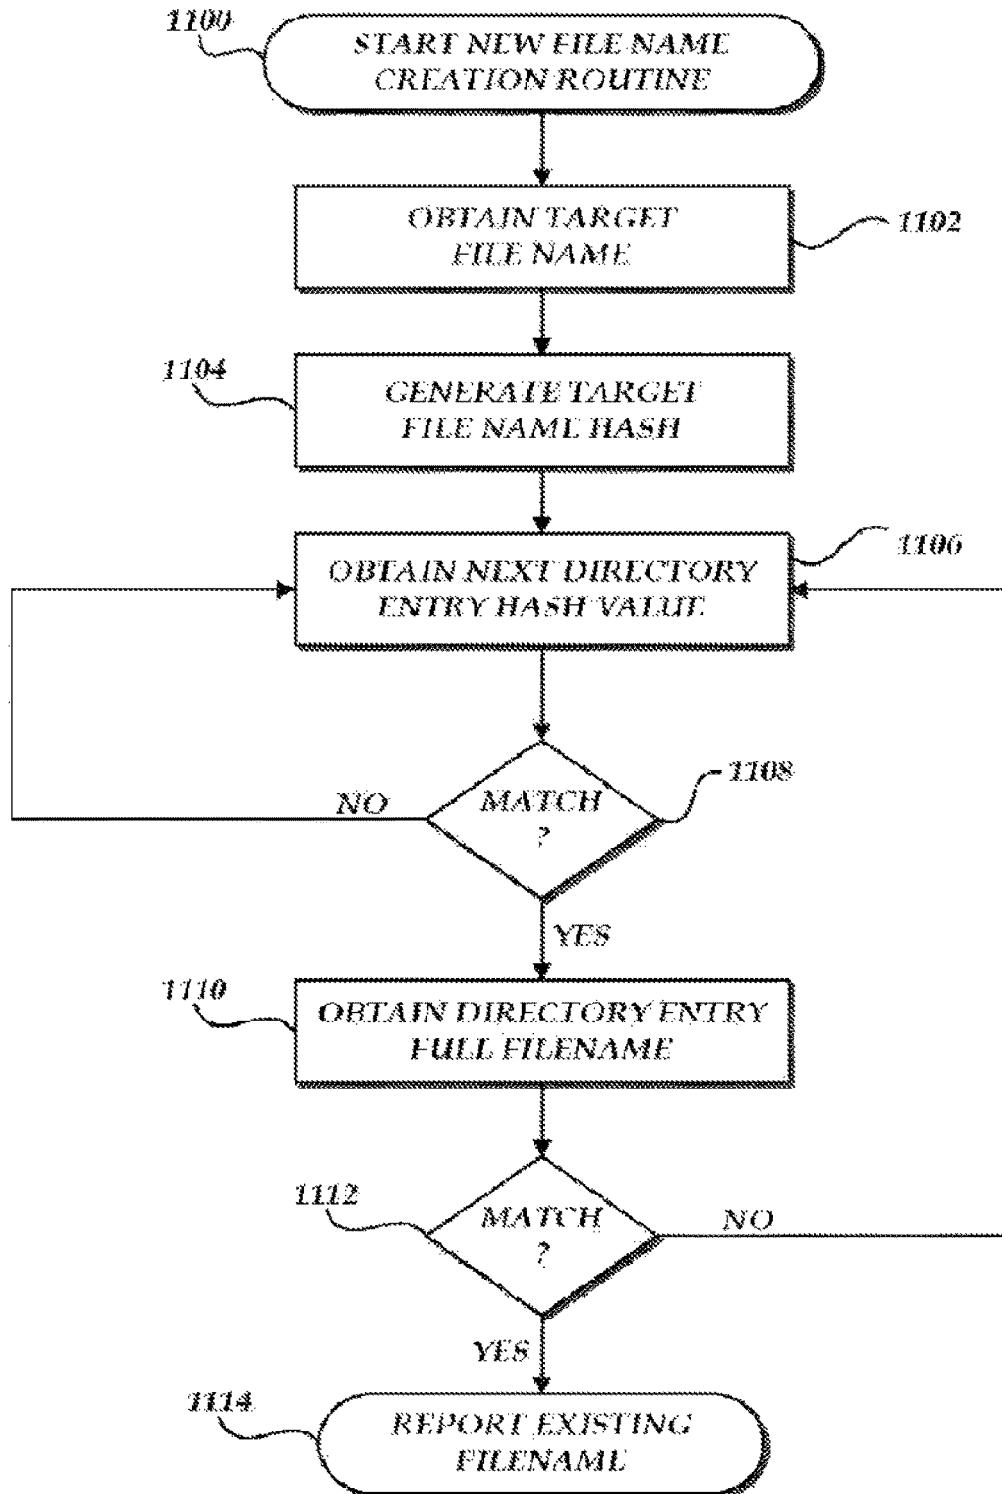 1100
START NEW FILE NAME
CREATION ROUTINE
OBTAIN TARGET
FILE NAME
1102
1104
GENERATE TARGET
FILE NAME HASH
1106
OBTAIN NEXT DIRECTORY
ENTRY HASH VALUE
1108
MATCH
?
NO
YES
1110
OBTAIN DIRECTORY ENTRY
FULL FILENAME
1112
MATCH
?
NO
YES
1114
REPORT EXISTING
FILENAME